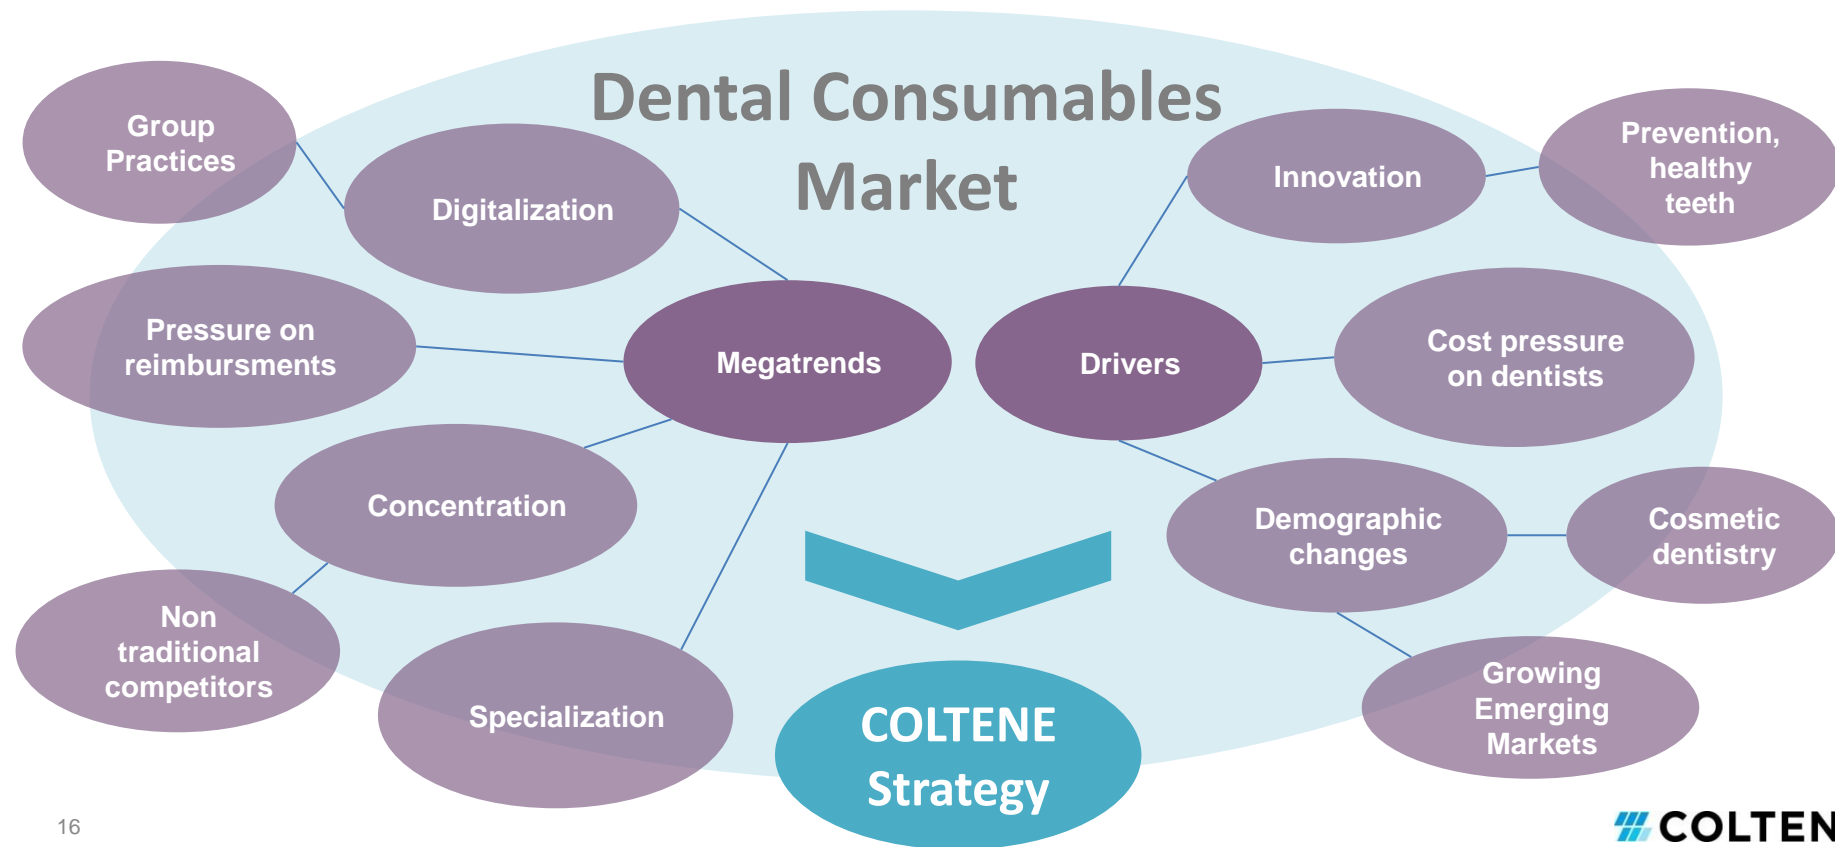 Dental Consumables
Market
Group
Practices
Digitalization
Pressure on
reimbursments
Megatrends
Concentration
Non
traditional
competitors
Specialization
Innovation
Prevention,
healthy
teeth
Drivers
Cost pressure
on dentists
Demographic
changes
Cosmetic
dentistry
Growing
Emerging
Markets
COLTENE
Strategy
16
COLTEN